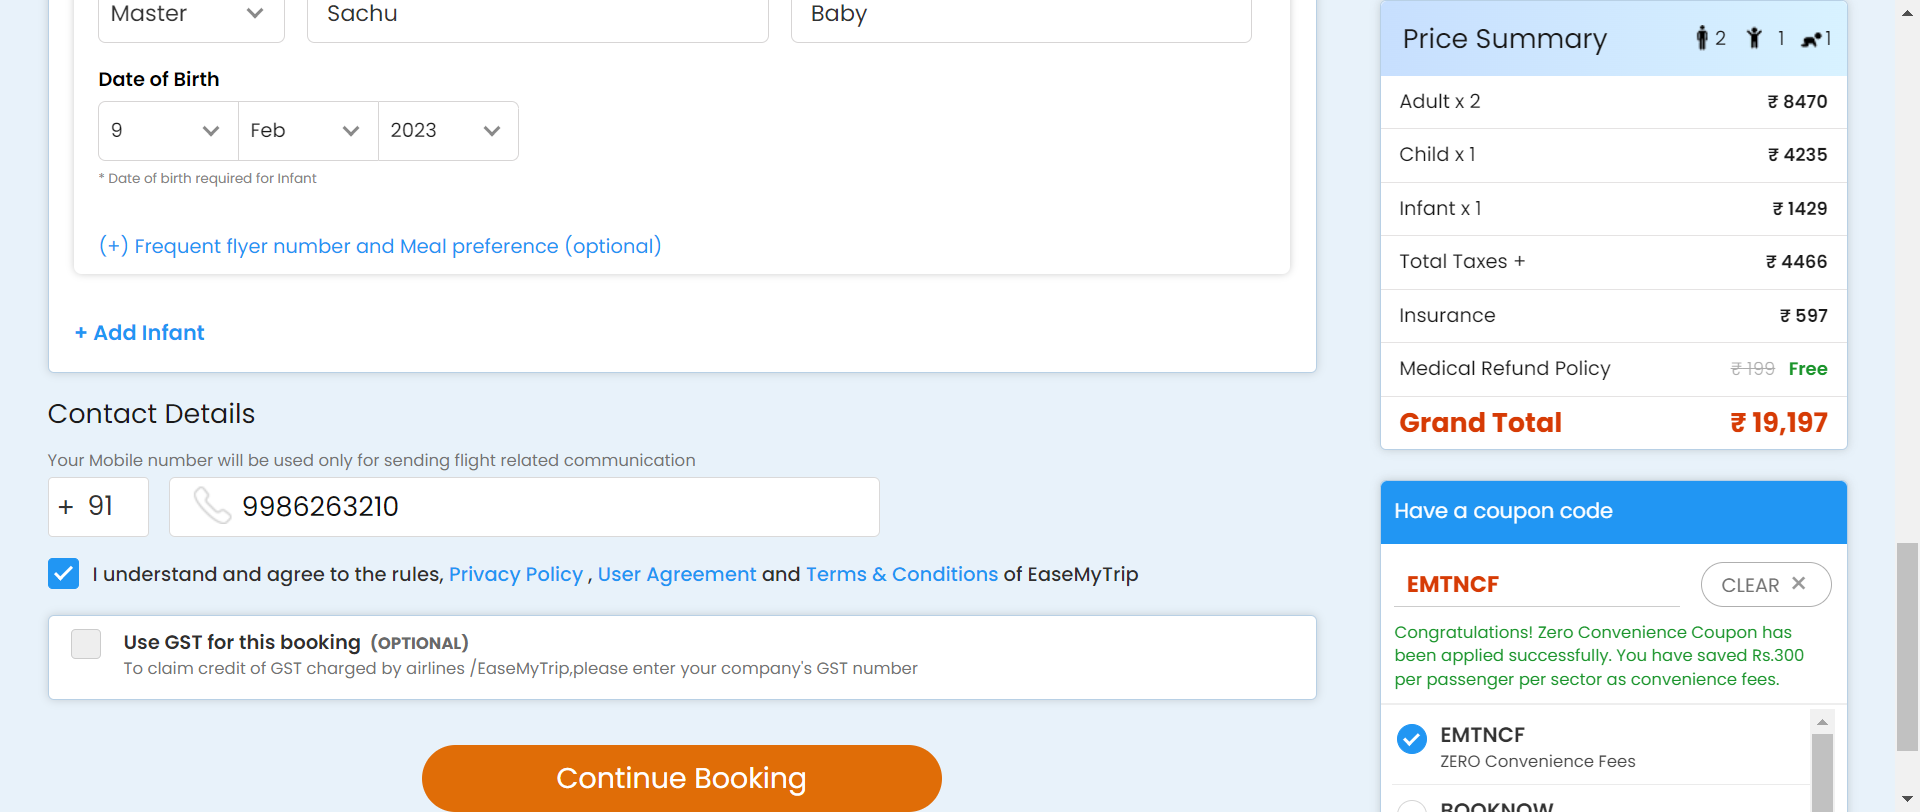 Master
Sachu
Baby
Date of Birth
9
Feb
2023
* Date of birth required for Infant
(+) Frequent flyer number and Meal preference (optional)
+ Add Infant
Contact Details
Your Mobile number will be used only for sending flight related communication
+ 91
9986263210
I understand and agree to the rules, Privacy Policy , User Agreement and Terms & Conditions of EaseMyTrip
Use GST for this booking (OPTIONAL)
To claim credit of GST charged by airlines /EaseMyTrip,please enter your company's GST number
Continue Booking
Price Summary 2 1 1
Adult x 2 ₹ 8470
Child x 1 ₹ 4235
Infant x 1 ₹ 1429
Total Taxes + ₹ 4466
Insurance ₹ 597
Medical Refund Policy ₹ 199 Free
Grand Total ₹ 19,197
Have a coupon code
EMTNCF
CLEAR ✕
Congratulations! Zero Convenience Coupon has
been applied successfully. You have saved Rs.300
per passenger per sector as convenience fees.
EMTNCF
ZERO Convenience Fees
BOOKNOW